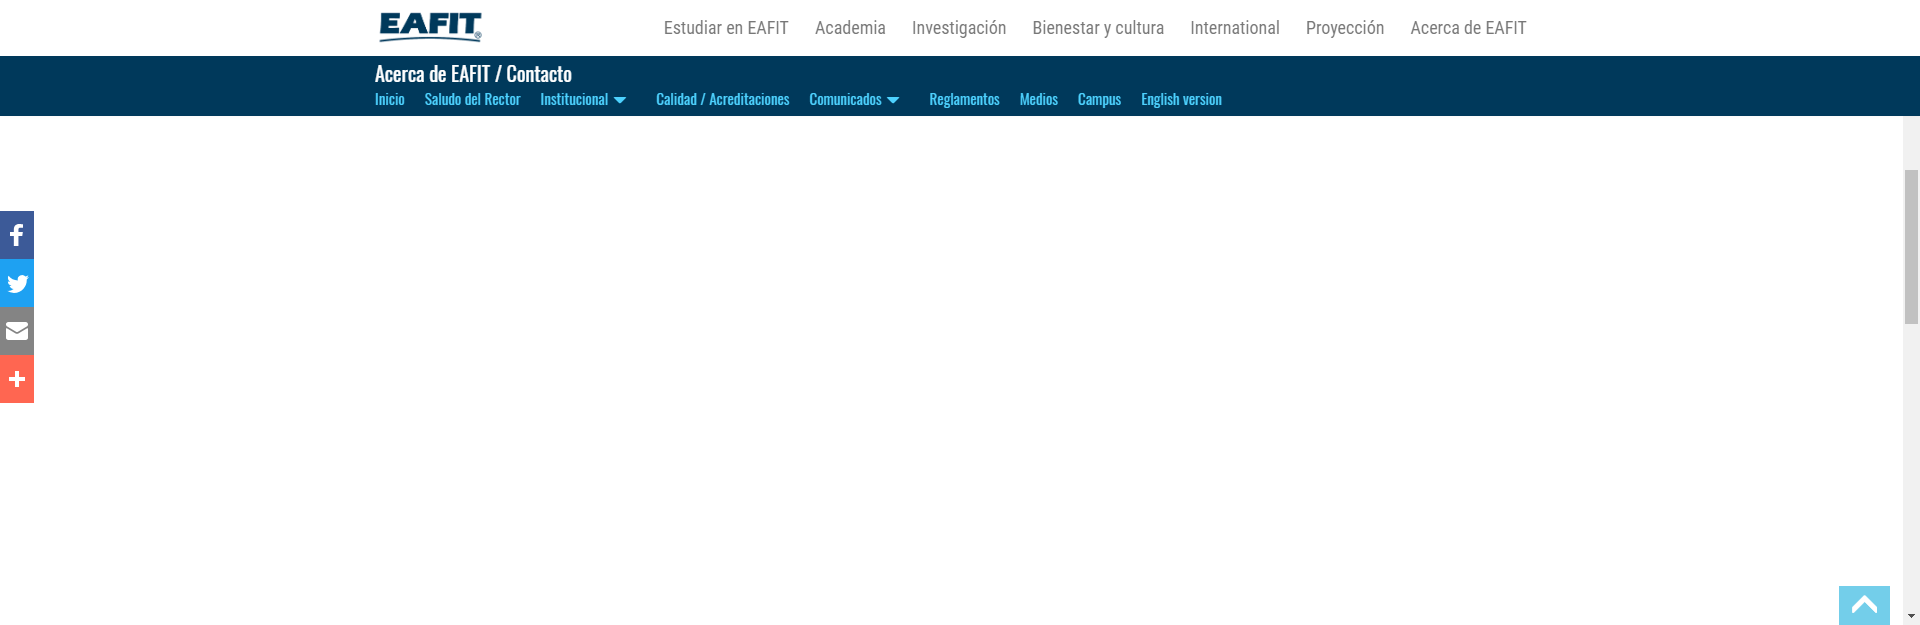 EAFIT®
Estudiar en EAFIT Academia Investigación Bienestar y cultura International Proyección Acerca de EAFIT
Acerca de EAFIT / Contacto
Inicio Saludo del Rector Institucional Calidad / Acreditaciones Comunicados Reglamentos Medios Campus English version